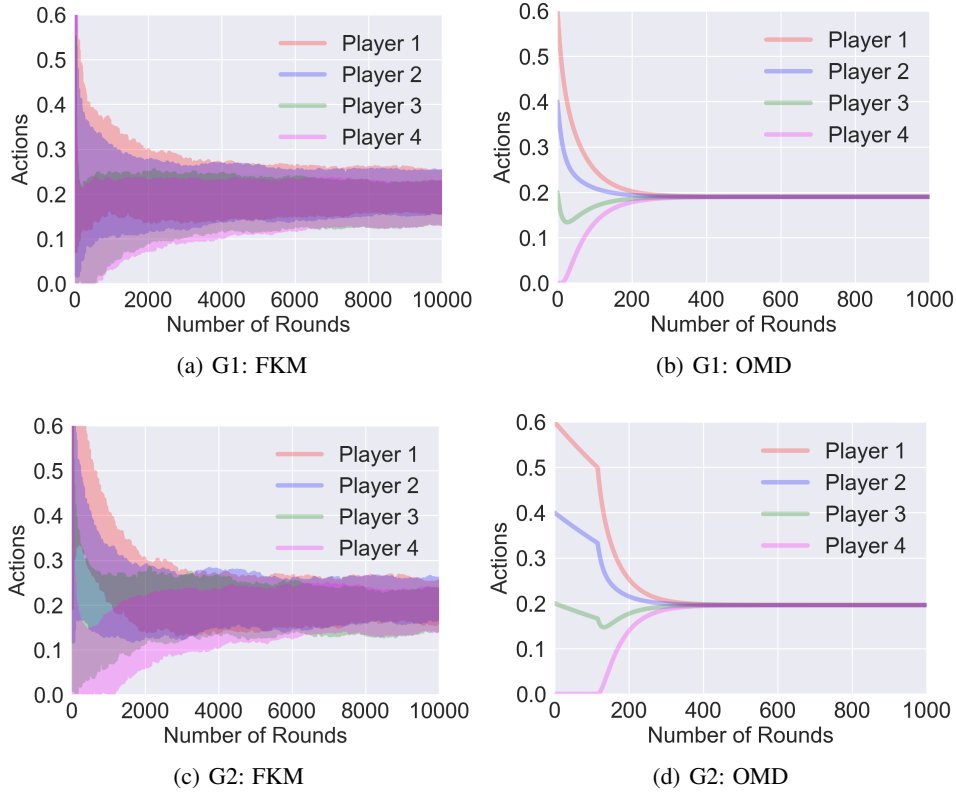 0.6
0.5
0.4
0.3
0.2
0.1
0.0
Actions
Player 1
Player 2
Player 3
Player 4
0 2000 4000 6000 8000 10000
Number of Rounds
(a) G1: FKM
0.6
0.5
0.4
0.3
0.2
0.1
0.0
Actions
Player 1
Player 2
Player 3
Player 4
0 200 400 600 800 1000
Number of Rounds
(b) G1: OMD
0.6
0.5
0.4
0.3
0.2
0.1
0.0
Actions
Player 1
Player 2
Player 3
Player 4
0 2000 4000 6000 8000 10000
Number of Rounds
(c) G2: FKM
0.6
0.5
0.4
0.3
0.2
0.1
0.0
Actions
Player 1
Player 2
Player 3
Player 4
0 200 400 600 800 1000
Number of Rounds
(d) G2: OMD